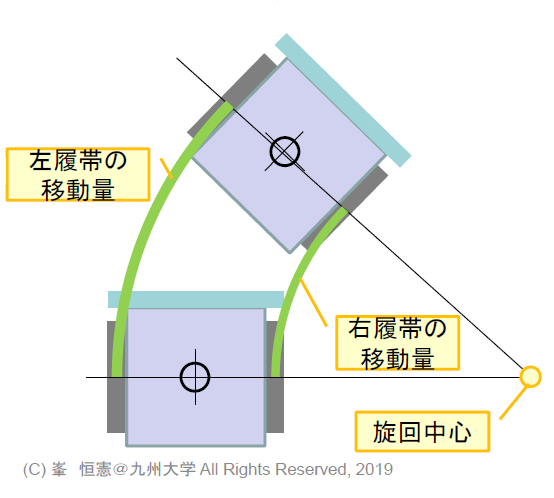 左履帯の
移動量
右履帯の
移動量
旋回中心
(C) 峯　恒憲＠九州大学 All Rights Reserved, 2019